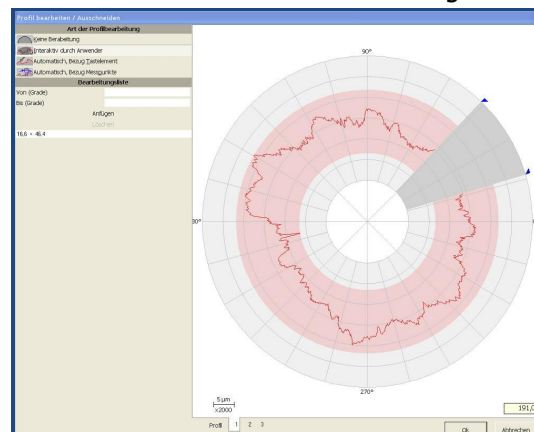 Profil bearbeiten / Ausschneiden
Art der Profilbearbeitung
Keine Berabeitung
Interaktiv durch Anwender
Automatisch, Bezug Tastelement
Automatisch, Bezug Messpunkte
Bearbeitungsliste
Von (Grade)
Bis (Grade)
Anfügen
Löschen
16,6 ÷ 46,4
90°
270°
5 µm
×2000
191,0
Profil 1 2 3
Ok Abbrechen